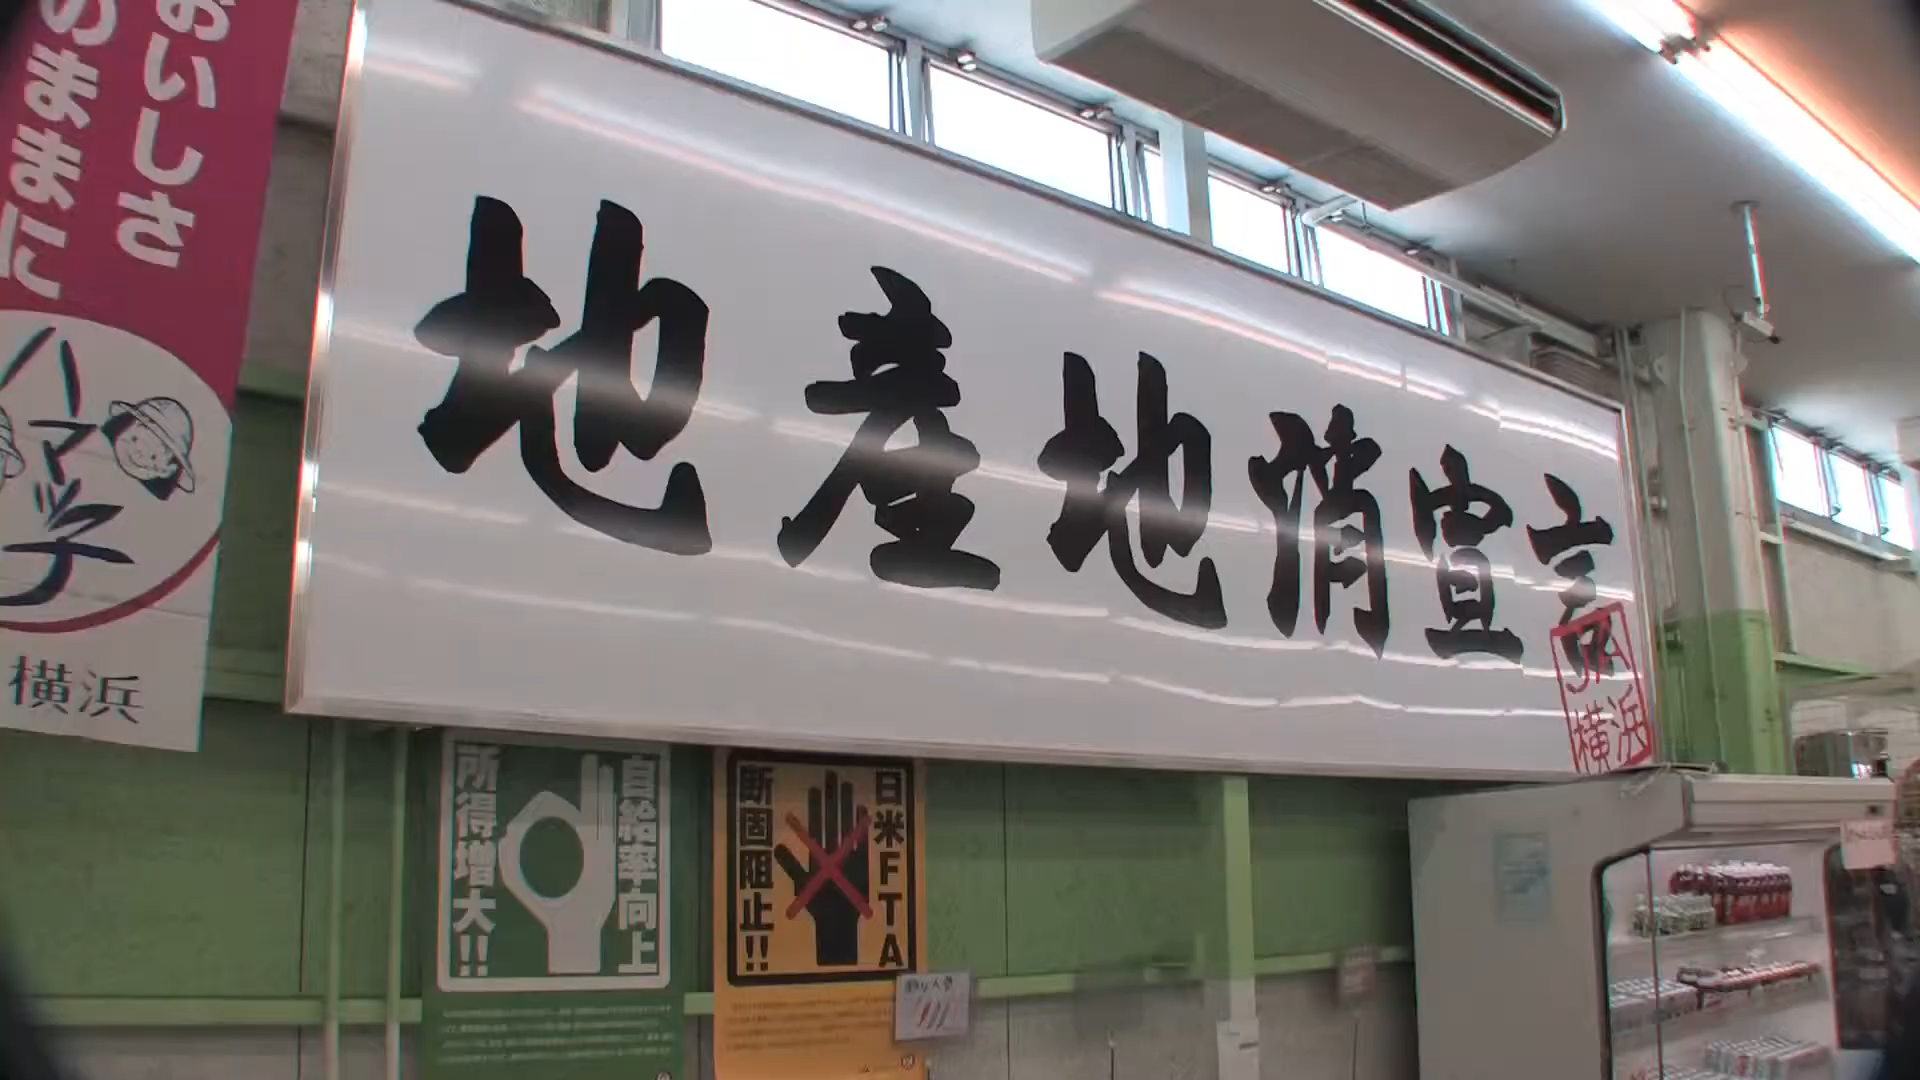 おいしさ
のままに
ハマッ子
横浜
地産地消宣言
JA
横浜
自給率向上
所得増大!!
日米FTA
断固阻止!!